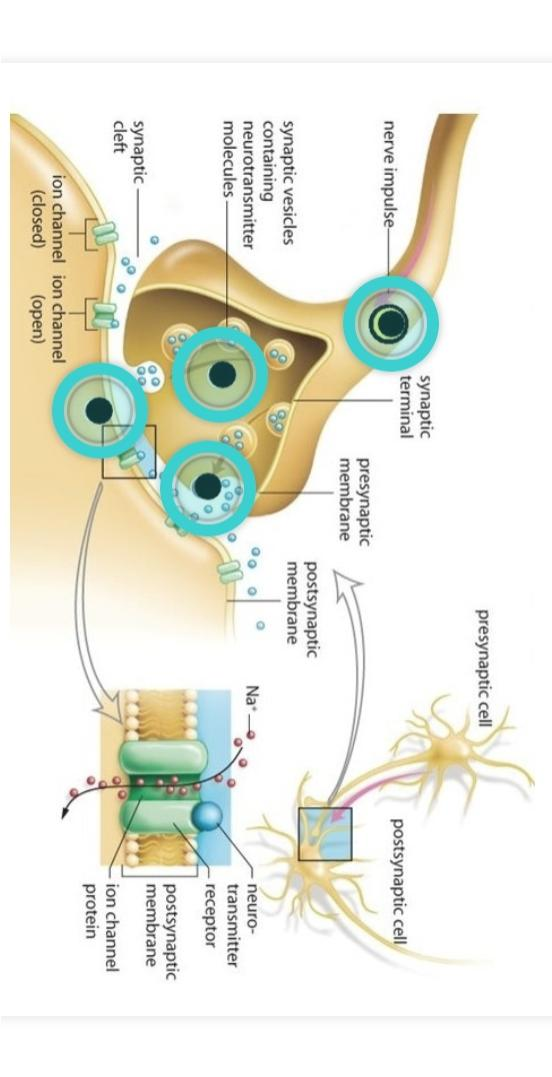 presynaptic cell
postsynaptic cell
nerve impulse
synaptic
terminal
presynaptic
membrane
synaptic vesicles
containing
neurotransmitter
molecules
postsynaptic
membrane
synaptic
cleft
ion channel
(closed)
ion channel
(open)
Na⁺
neuro-
transmitter
receptor
postsynaptic
membrane
ion channel
protein